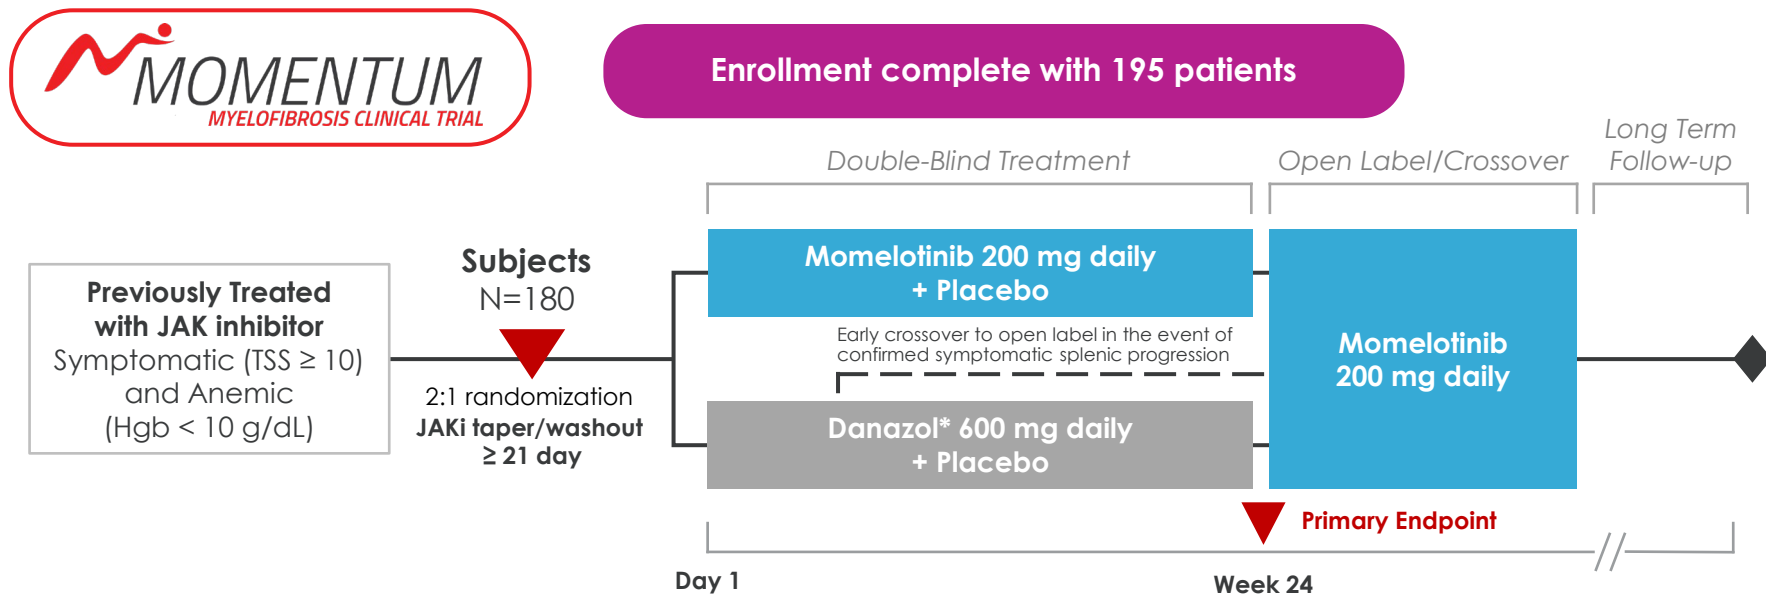 MOMENTUM
MYELOFIBROSIS CLINICAL TRIAL
Enrollment complete with 195 patients
Double-Blind Treatment
Open Label/Crossover
Long Term
Follow-up
Previously Treated
with JAK inhibitor
Symptomatic (TSS ≥ 10)
and Anemic
(Hgb < 10 g/dL)
Subjects
N=180
2:1 randomization
JAKi taper/washout
≥ 21 day
Momelotinib 200 mg daily
+ Placebo
Early crossover to open label in the event of
confirmed symptomatic splenic progression
Danazol* 600 mg daily
+ Placebo
Momelotinib
200 mg daily
Primary Endpoint
Day 1
Week 24